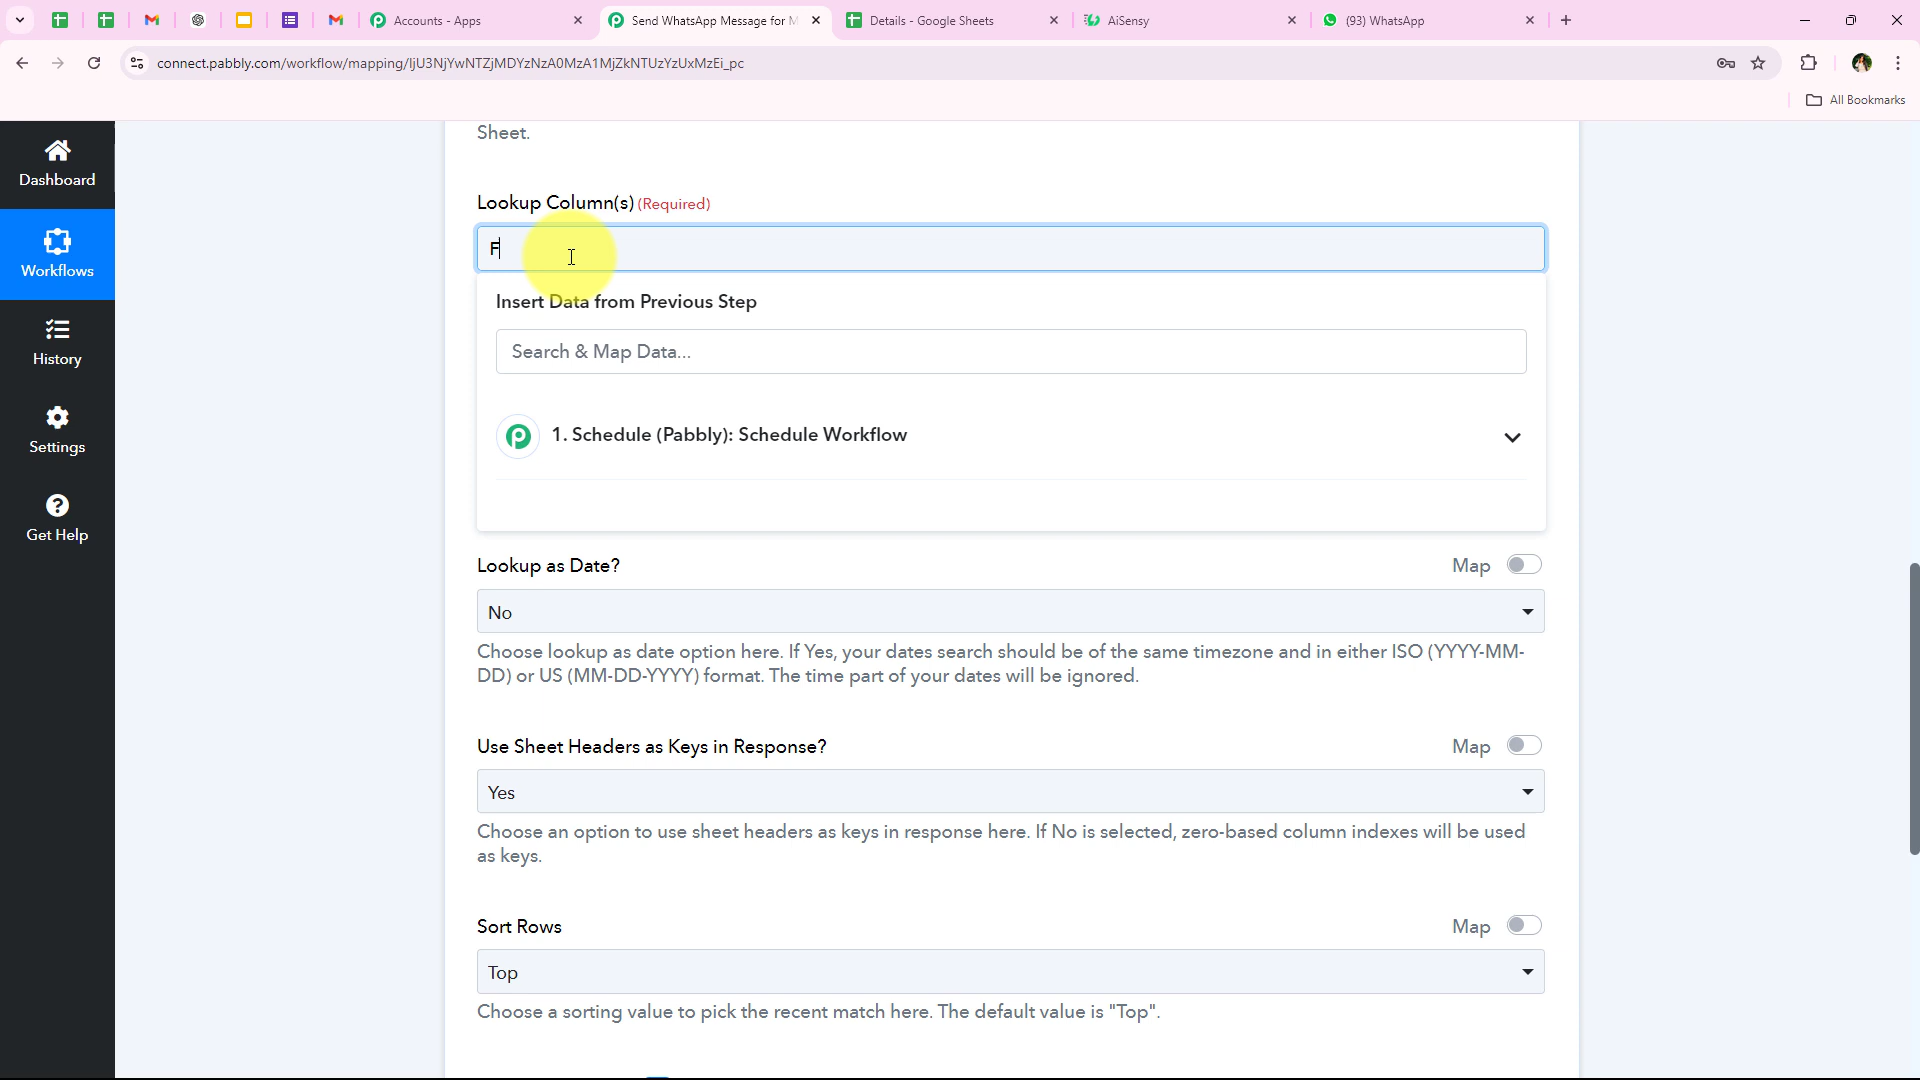 Accounts - Apps
Send WhatsApp Message for M
Details - Google Sheets
AiSensy
(93) WhatsApp
connect.pabbly.com/workflow/mapping/IjU3NjYwNTZjMDYzNzA0MzA1MjZkNTUzYzUxMzEi_pc
All Bookmarks
Dashboard
Workflows
History
Settings
Get Help
Sheet.
Lookup Column(s) (Required)
F
Insert Data from Previous Step
Search & Map Data...
1. Schedule (Pabbly): Schedule Workflow
Lookup as Date?
Map
No
Choose lookup as date option here. If Yes, your dates search should be of the same timezone and in either ISO (YYYY-MM-
DD) or US (MM-DD-YYYY) format. The time part of your dates will be ignored.
Use Sheet Headers as Keys in Response?
Map
Yes
Choose an option to use sheet headers as keys in response here. If No is selected, zero-based column indexes will be used
as keys.
Sort Rows
Map
Top
Choose a sorting value to pick the recent match here. The default value is "Top".